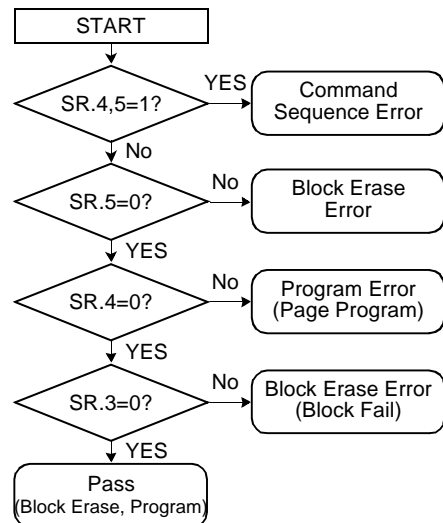 START
SR.4,5=1?
YES
Command
Sequence Error
No
SR.5=0?
No
Block Erase
Error
YES
SR.4=0?
No
Program Error
(Page Program)
YES
SR.3=0?
No
Block Erase Error
(Block Fail)
YES
Pass
(Block Erase, Program)